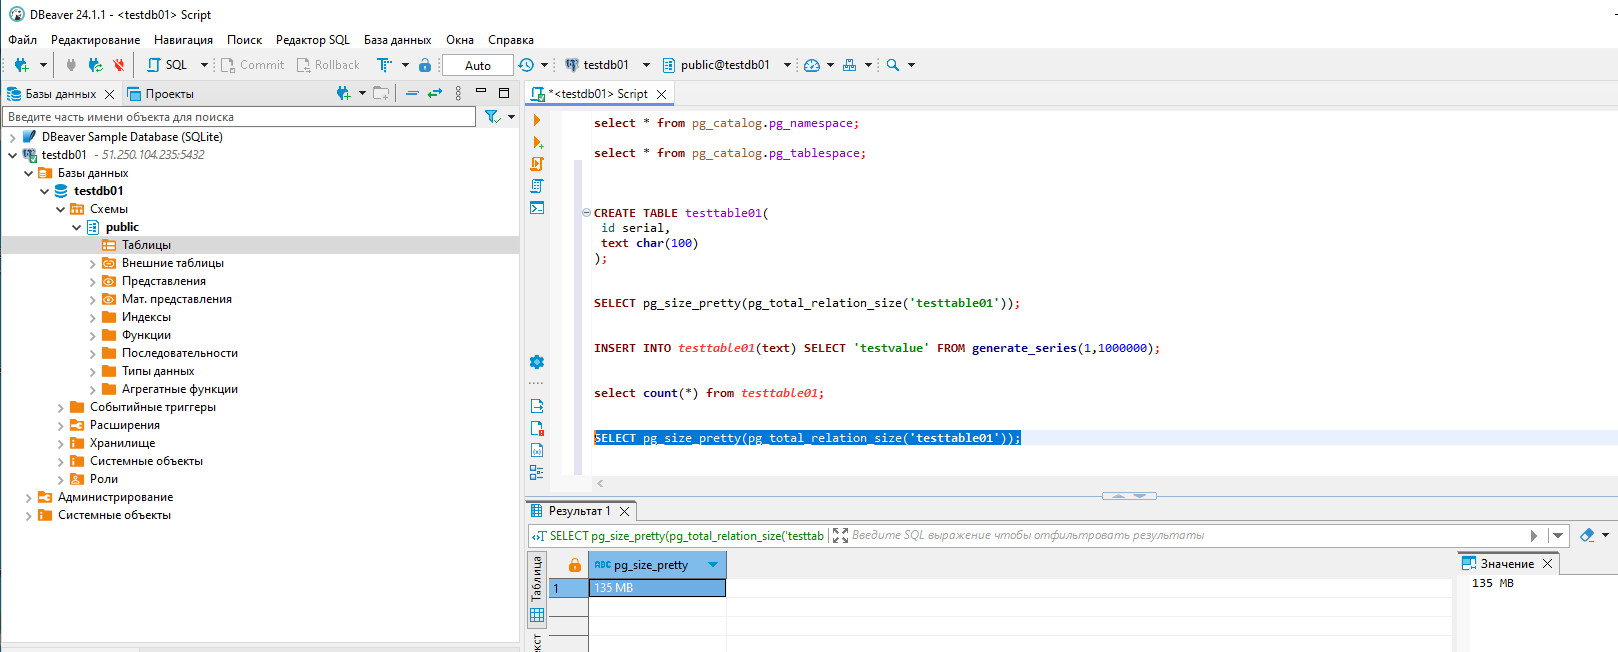 DBeaver 24.1.1 - <testdb01> Script
Файл Редактирование Навигация Поиск Редактор SQL База данных Окна Справка
SQL Commit Rollback Auto testdb01 public@testdb01
Базы данных Проекты
Введите часть имени объекта для поиска
DBeaver Sample Database (SQLite)
testdb01 - 51.250.104.235:5432
Базы данных
testdb01
Схемы
public
Таблицы
Внешние таблицы
Представления
Мат. представления
Индексы
Функции
Последовательности
Типы данных
Агрегатные функции
Событийные триггеры
Расширения
Хранилище
Системные объекты
Роли
Администрирование
Системные объекты
*<testdb01> Script
select * from pg_catalog.pg_namespace;
select * from pg_catalog.pg_tablespace;
CREATE TABLE testtable01(
id serial,
text char(100)
);
SELECT pg_size_pretty(pg_total_relation_size('testtable01'));
INSERT INTO testtable01(text) SELECT 'testvalue' FROM generate_series(1,1000000);
select count(*) from testtable01;
SELECT pg_size_pretty(pg_total_relation_size('testtable01'));
Результат 1
SELECT pg_size_pretty(pg_total_relation_size('testtab Введите SQL выражение чтобы отфильтровать результаты
Таблица
ABC pg_size_pretty
1 135 MB
Значение
135 MB